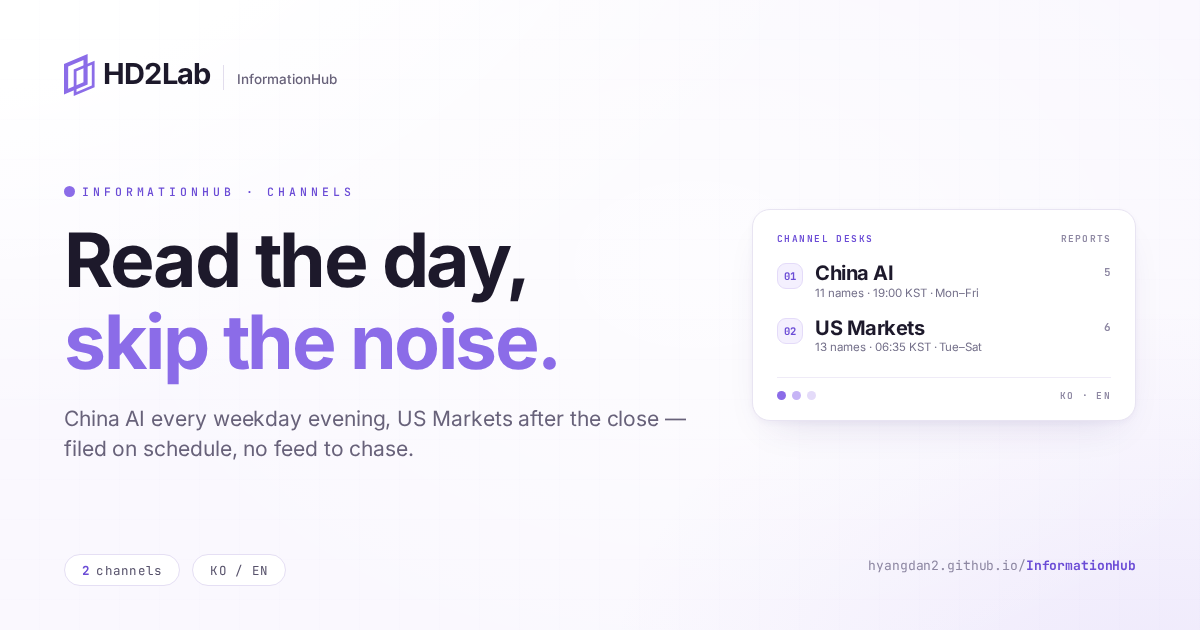 HD2Lab
InformationHub
INFORMATIONHUB · CHANNELS
Read the day,
skip the noise.
China AI every weekday evening, US Markets after the close —
filed on schedule, no feed to chase.
CHANNEL DESKS
REPORTS
01
China AI
5
11 names · 19:00 KST · Mon–Fri
02
US Markets
6
13 names · 06:35 KST · Tue–Sat
KO · EN
2 channels
KO / EN
hyangdan2.github.io/InformationHub